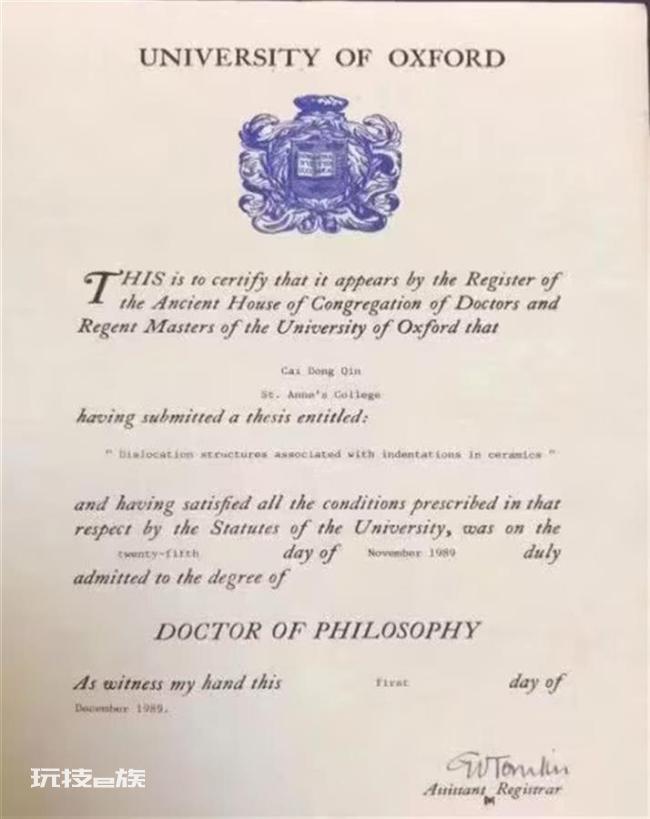 UNIVERSITY OF OXFORD
THIS is to certify that it appears by the Register of
the Ancient House of Congregation of Doctors and
Regent Masters of the University of Oxford that
Cai Dong Qin
St. Anne's College
having submitted a thesis entitled:
" Dislocation structures associated with indentations in ceramics "
and having satisfied all the conditions prescribed in that
respect by the Statutes of the University, was on the
twenty-fifth day of November 1989 duly
admitted to the degree of
DOCTOR OF PHILOSOPHY
As witness my hand this first day of
December 1989.
Assistant Registrar
玩技e族